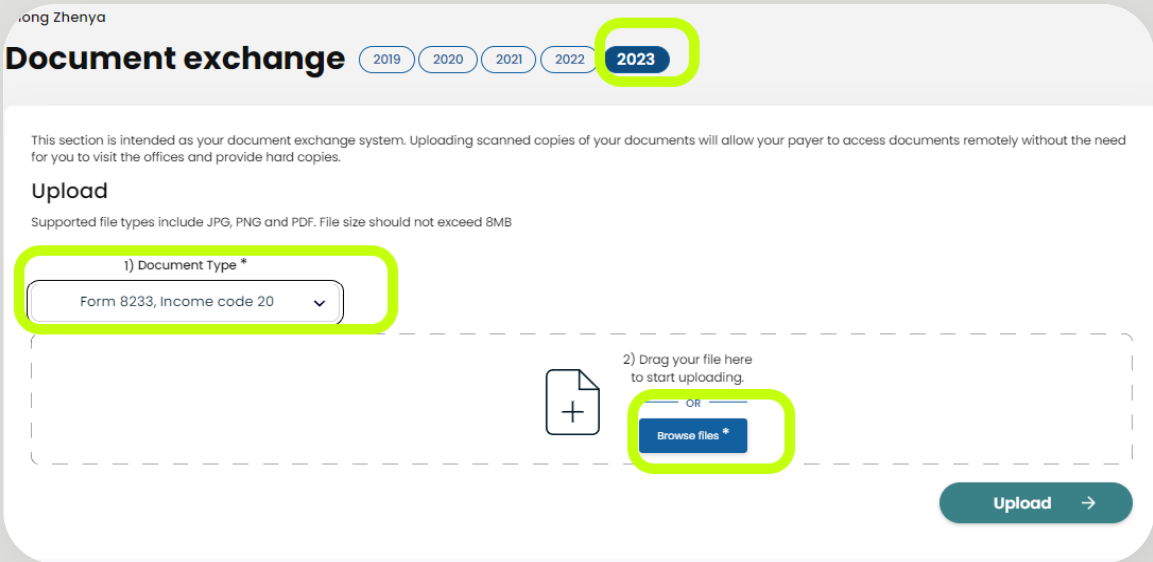 Zhenya
Document exchange 2019 2020 2021 2022 2023
This section is intended as your document exchange system. Uploading scanned copies of your documents will allow your payer to access documents remotely without the need
for you to visit the offices and provide hard copies.
Upload
Supported file types include JPG, PNG and PDF. File size should not exceed 8MB
1) Document Type *
Form 8233, Income code 20
2) Drag your file here
to start uploading.
OR
Browse files *
Upload →